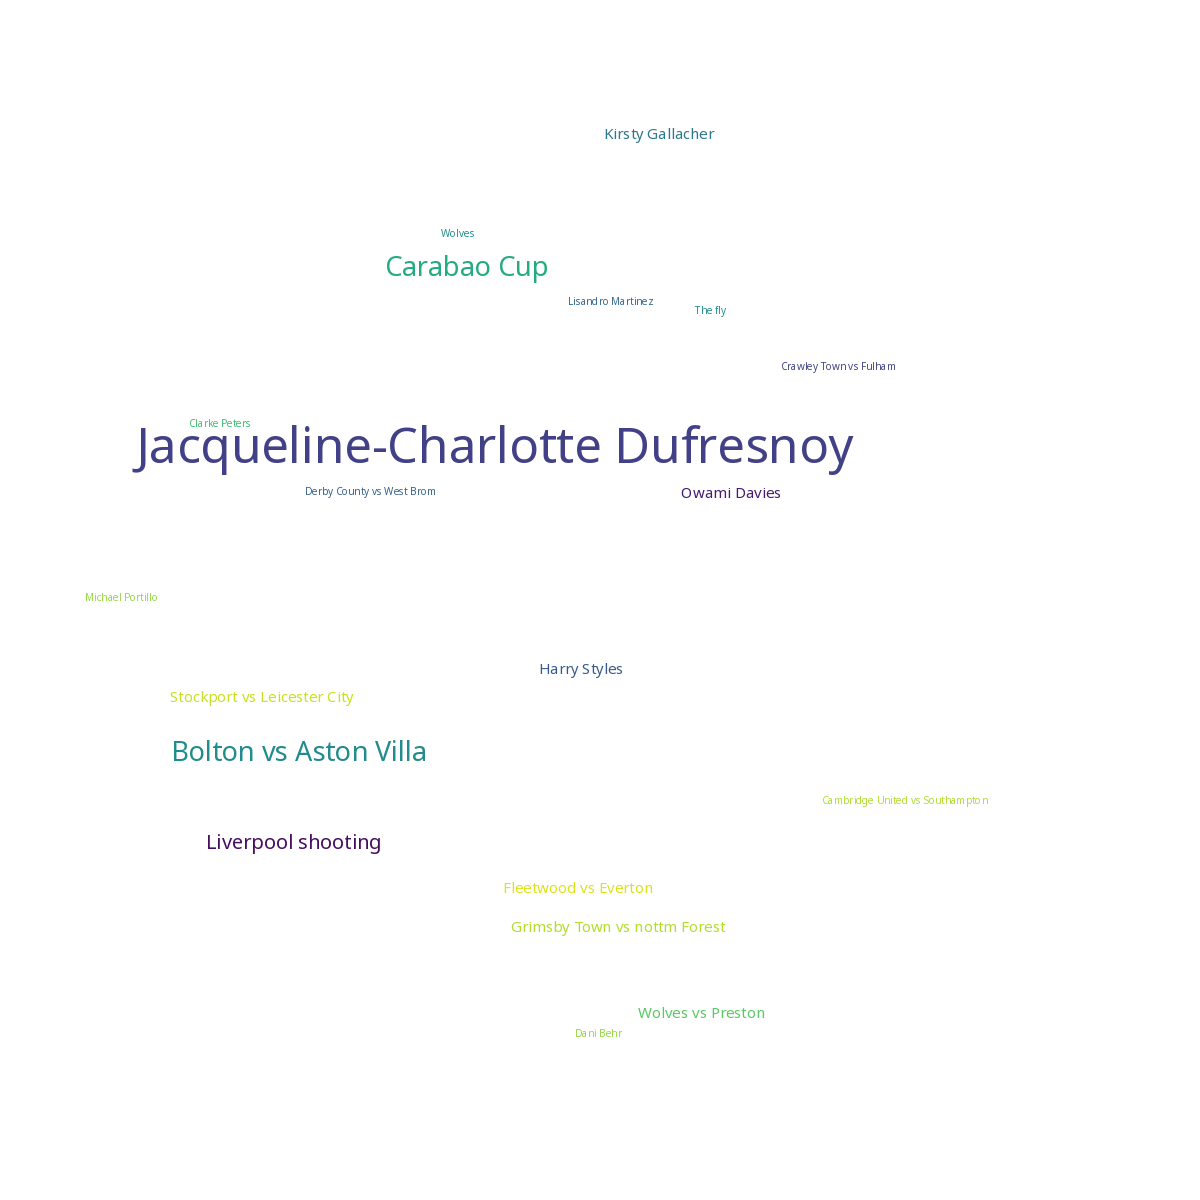 Kirsty Gallacher
Wolves
Carabao Cup
Lisandro Martinez
The fly
Crawley Town vs Fulham
Clarke Peters
Jacqueline-Charlotte Dufresnoy
Derby County vs West Brom
Owami Davies
Michael Portillo
Harry Styles
Stockport vs Leicester City
Bolton vs Aston Villa
Cambridge United vs Southampton
Liverpool shooting
Fleetwood vs Everton
Grimsby Town vs nottm Forest
Wolves vs Preston
Dani Behr